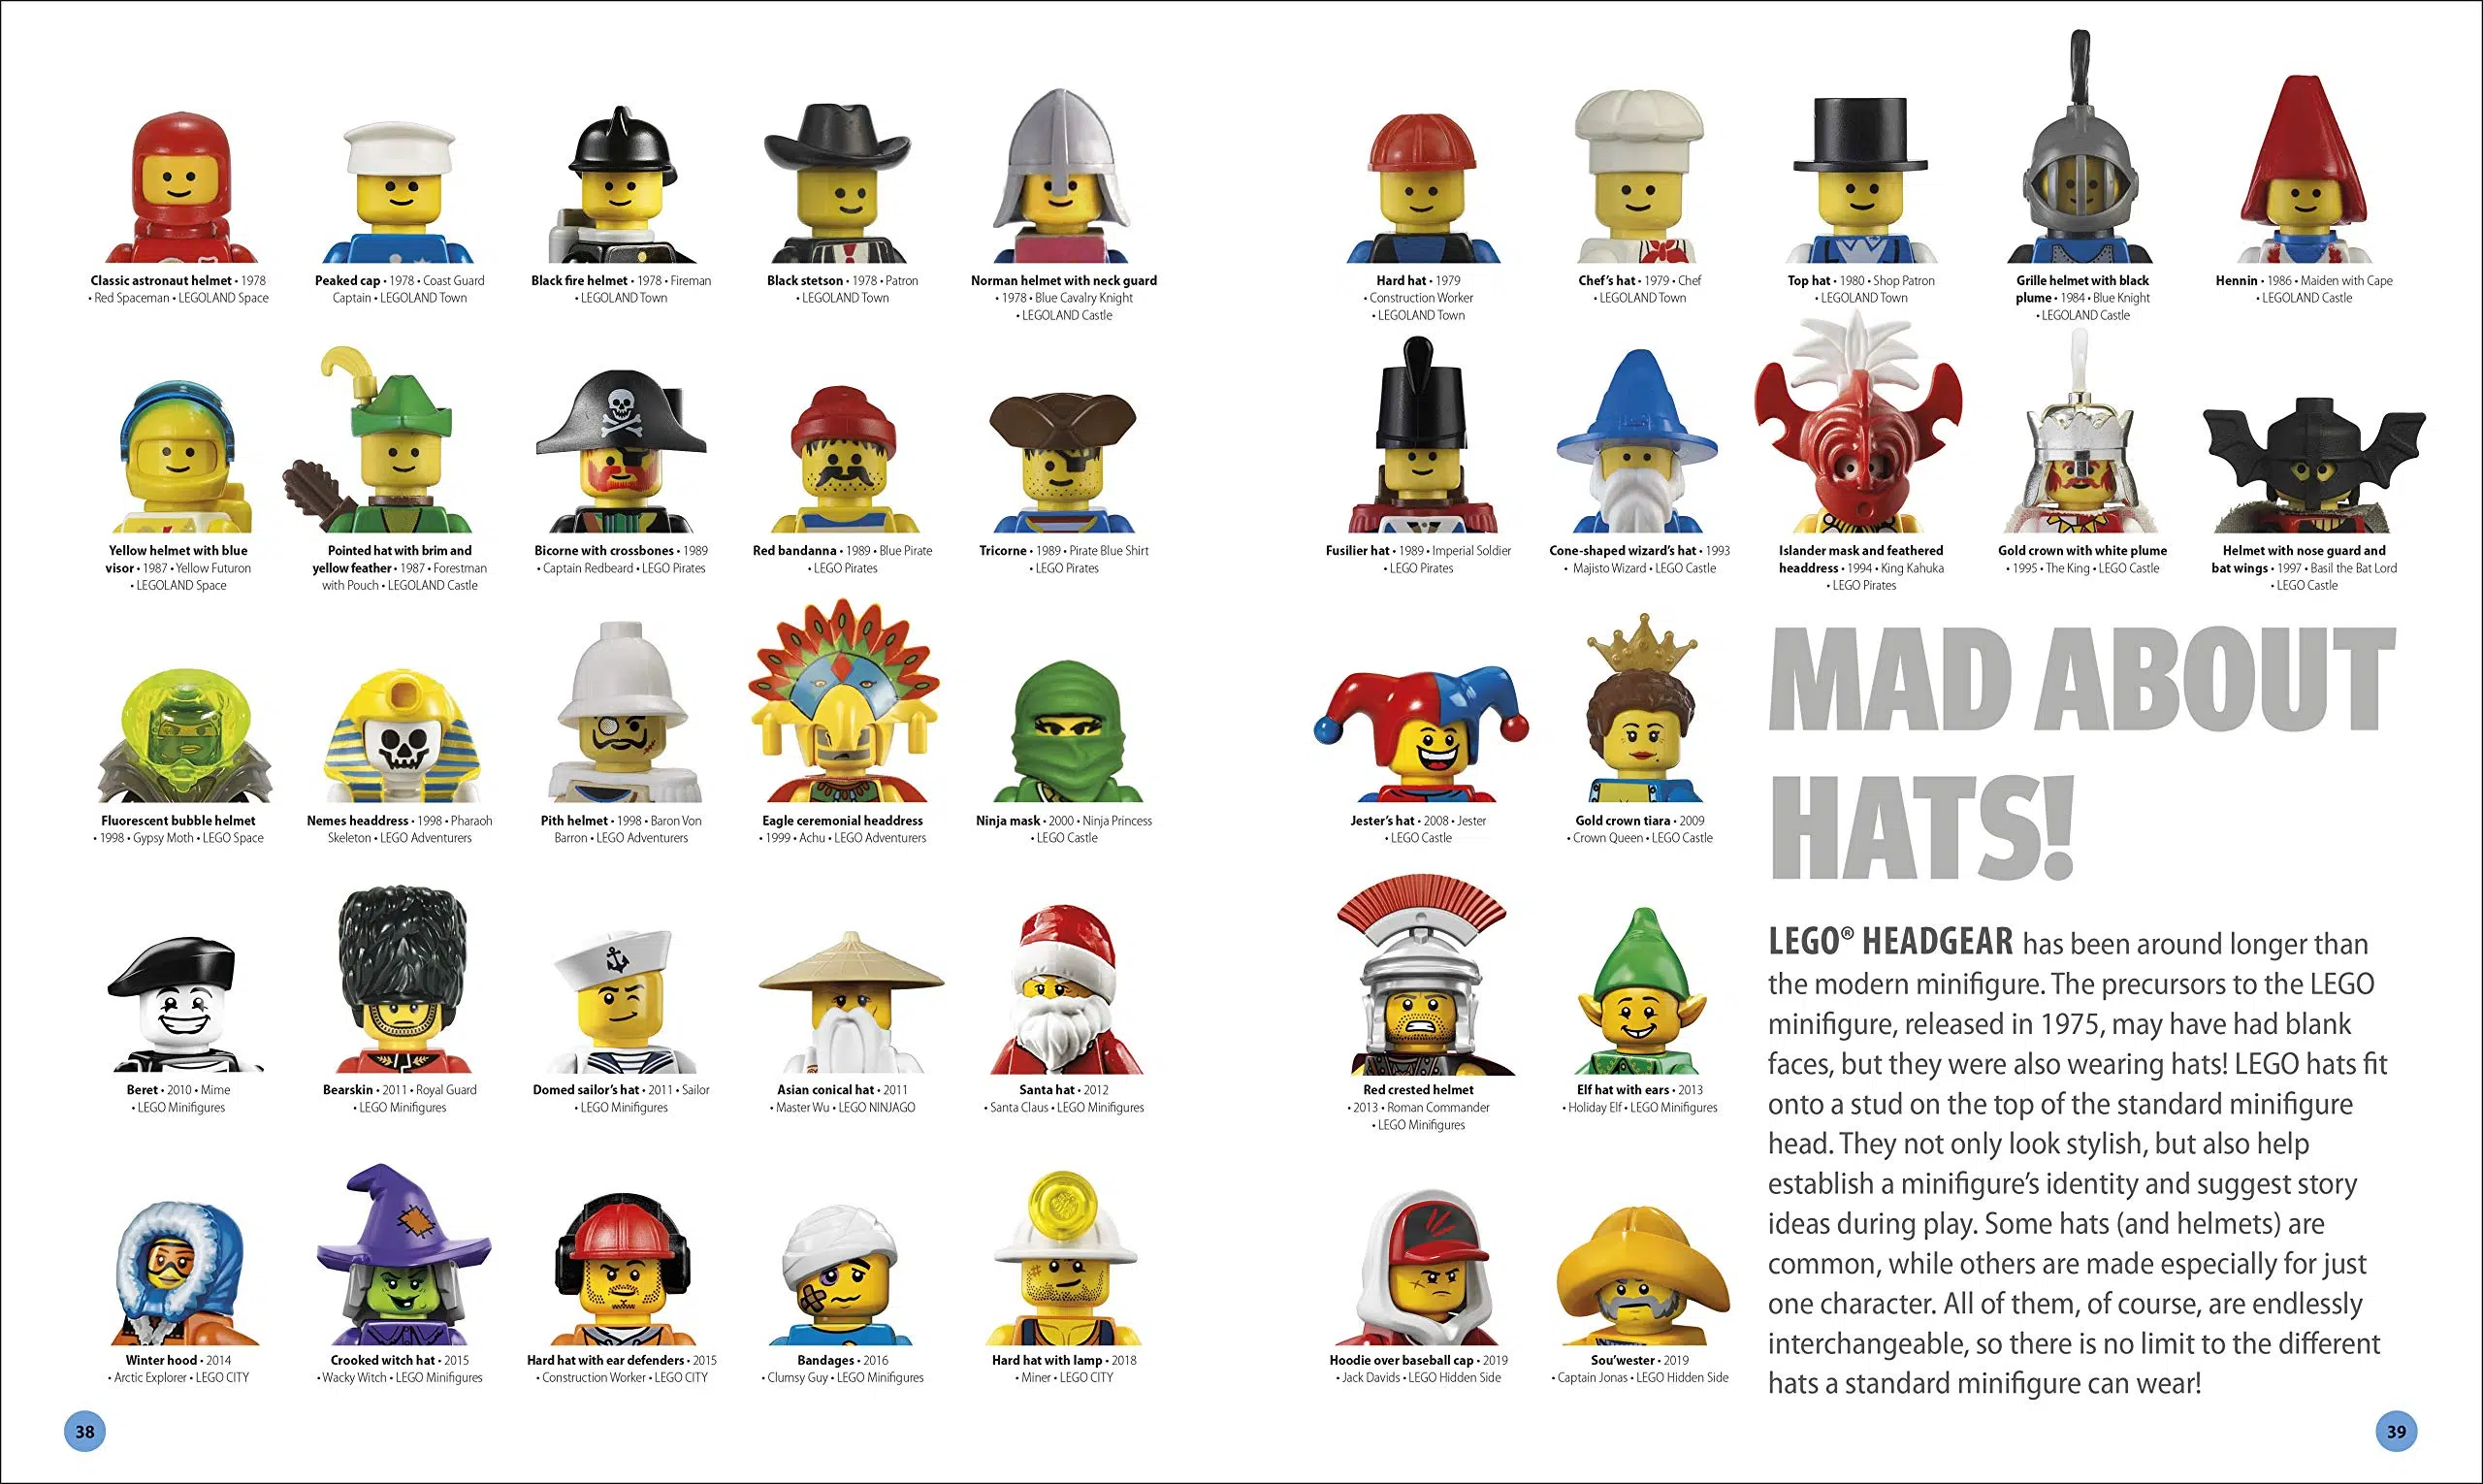 Classic astronaut helmet • 1978
• Red Spaceman • LEGOLAND Space
Peaked cap • 1978 • Coast Guard
Captain • LEGOLAND Town
Black fire helmet • 1978 • Fireman
• LEGOLAND Town
Black stetson • 1978 • Patron
• LEGOLAND Town
Norman helmet with neck guard
• 1978 • Blue Cavalry Knight
• LEGOLAND Castle
Yellow helmet with blue
visor • 1987 • Yellow Futuron
• LEGOLAND Space
Pointed hat with brim and
yellow feather • 1987 • Forestman
with Pouch • LEGOLAND Castle
Bicorne with crossbones • 1989
• Captain Redbeard • LEGO Pirates
Red bandanna • 1989 • Blue Pirate
• LEGO Pirates
Tricorne • 1989 • Pirate Blue Shirt
• LEGO Pirates
Fluorescent bubble helmet
• 1998 • Gypsy Moth • LEGO Space
Nemes headdress • 1998 • Pharaoh
Skeleton • LEGO Adventurers
Pith helmet • 1998 • Baron Von
Barron • LEGO Adventurers
Eagle ceremonial headdress
• 1999 • Achu • LEGO Adventurers
Ninja mask • 2000 • Ninja Princess
• LEGO Castle
Beret • 2010 • Mime
• LEGO Minifigures
Bearskin • 2011 • Royal Guard
• LEGO Minifigures
Domed sailor's hat • 2011 • Sailor
• LEGO Minifigures
Asian conical hat • 2011
• Master Wu • LEGO NINJAGO
Santa hat • 2012
• Santa Claus • LEGO Minifigures
Winter hood • 2014
• Arctic Explorer • LEGO CITY
Crooked witch hat • 2015
• Wacky Witch • LEGO Minifigures
Hard hat with ear defenders • 2015
• Construction Worker • LEGO CITY
Bandages • 2016
• Clumsy Guy • LEGO Minifigures
Hard hat with lamp • 2018
• Miner • LEGO CITY
38
Hard hat • 1979
• Construction Worker
• LEGOLAND Town
Chef's hat • 1979 • Chef
• LEGOLAND Town
Top hat • 1980 • Shop Patron
• LEGOLAND Town
Grille helmet with black
plume • 1984 • Blue Knight
• LEGOLAND Castle
Hennin • 1986 • Maiden with Cape
• LEGOLAND Castle
Fusilier hat • 1989 • Imperial Soldier
• LEGO Pirates
Cone-shaped wizard's hat • 1993
• Majisto Wizard • LEGO Castle
Islander mask and feathered
headdress • 1994 • King Kahuka
• LEGO Pirates
Gold crown with white plume
• 1995 • The King • LEGO Castle
Helmet with nose guard and
bat wings • 1997 • Basil the Bat Lord
• LEGO Castle
Jester's hat • 2008 • Jester
• LEGO Castle
Gold crown tiara • 2009
• Crown Queen • LEGO Castle
Red crested helmet
• 2013 • Roman Commander
• LEGO Minifigures
Elf hat with ears • 2013
• Holiday Elf • LEGO Minifigures
Hoodie over baseball cap • 2019
• Jack Davids • LEGO Hidden Side
Sou'wester • 2019
• Captain Jonas • LEGO Hidden Side
MAD ABOUT
HATS!
LEGO® HEADGEAR has been around longer than
the modern minifigure. The precursors to the LEGO
minifigure, released in 1975, may have had blank
faces, but they were also wearing hats! LEGO hats fit
onto a stud on the top of the standard minifigure
head. They not only look stylish, but also help
establish a minifigure's identity and suggest story
ideas during play. Some hats (and helmets) are
common, while others are made especially for just
one character. All of them, of course, are endlessly
interchangeable, so there is no limit to the different
hats a standard minifigure can wear!
39